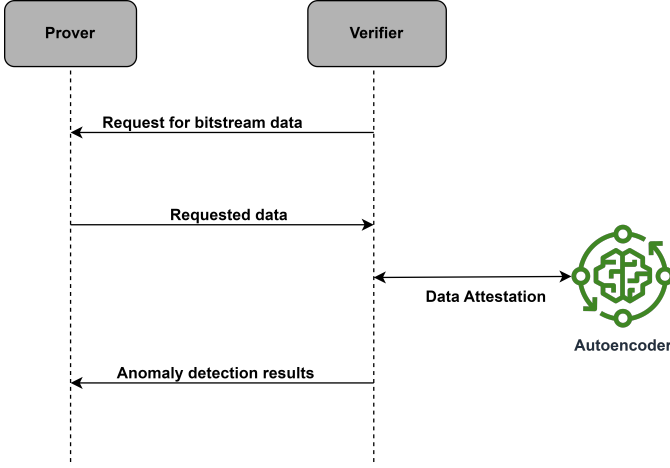 Prover
Verifier
Request for bitstream data
Requested data
Data Attestation
Autoencoder
Anomaly detection results